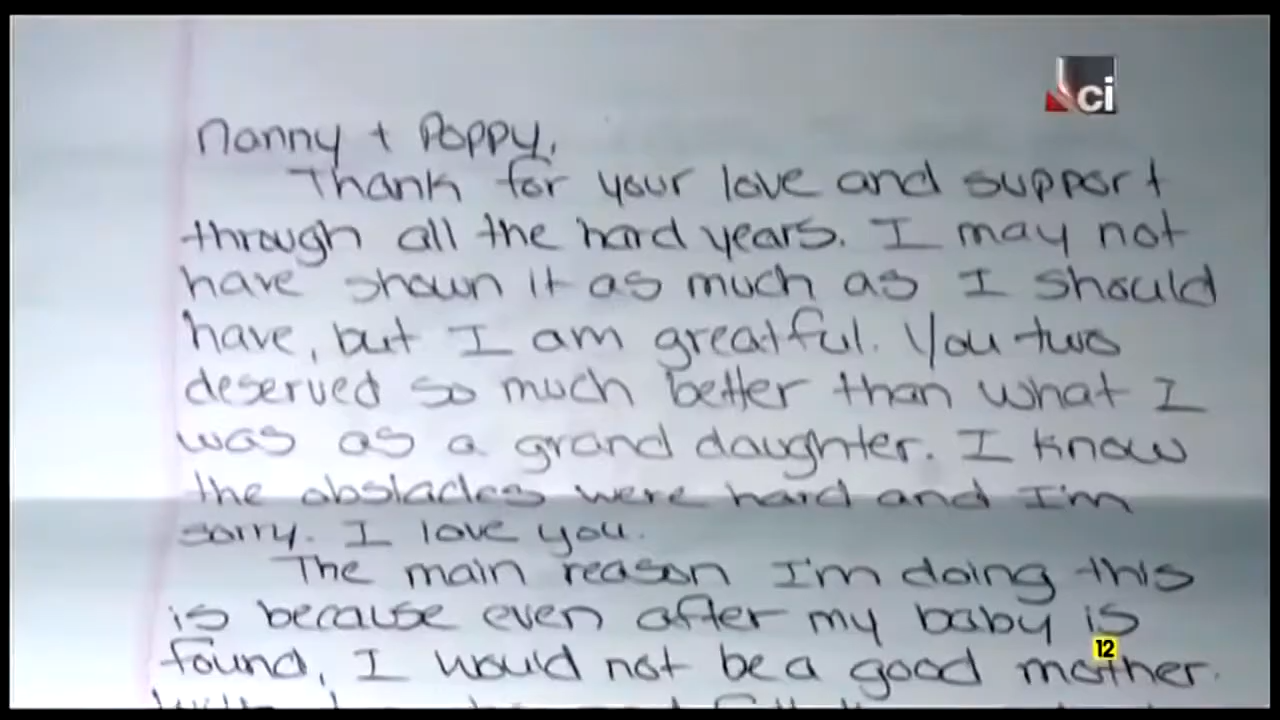 ci
Nanny + Poppy,
Thank for your love and support
through all the hard years. I may not
have shown it as much as I should
have, but I am greatful. You two
deserved so much better than what I
was as a grand daughter. I know
the obstacles were hard and I'm
sorry. I love you.
The main reason I'm doing this
is because even after my baby is
found, I would not be a good mother.
12